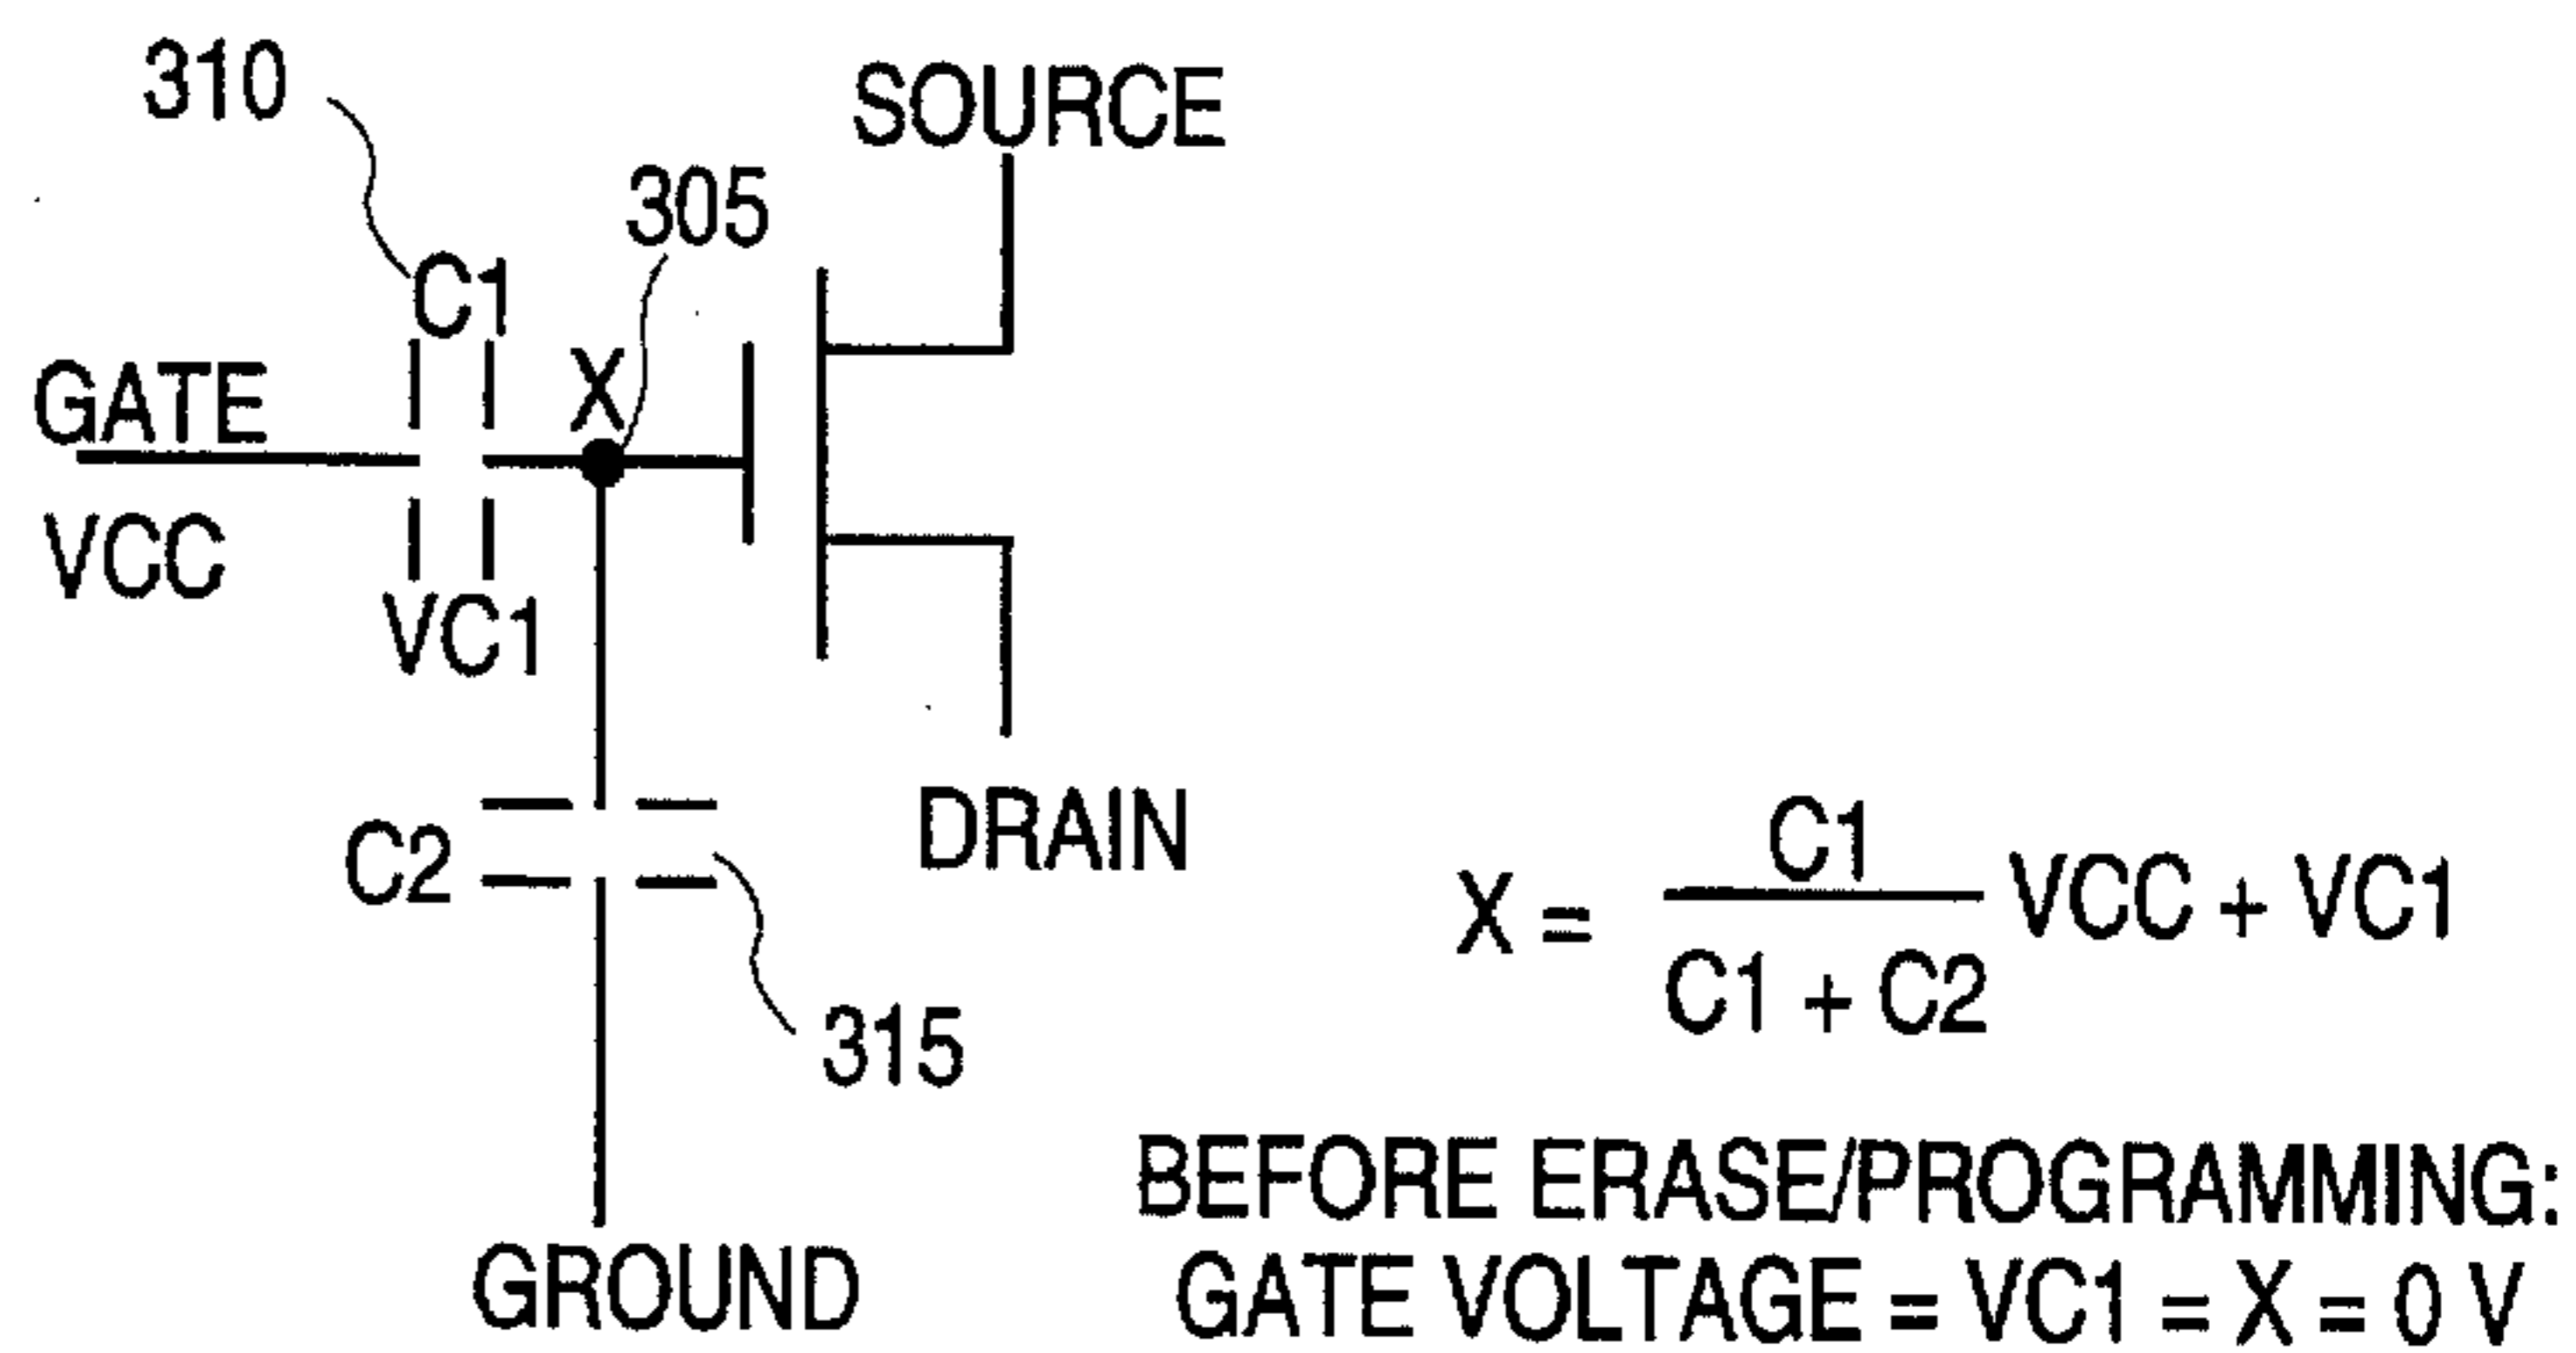 310
SOURCE
305
C1
X
GATE
VCC
VC1
DRAIN
C2
315
GROUND
X = C1 / C1 + C2 VCC + VC1
BEFORE ERASE/PROGRAMMING:
GATE VOLTAGE = VC1 = X = 0 V